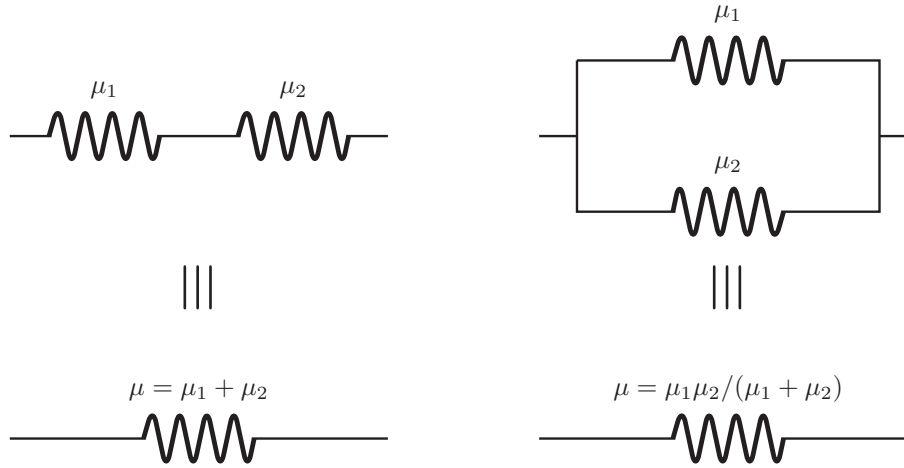 μ₁
μ₂
μ = μ₁ + μ₂
μ₁
μ₂
μ = μ₁μ₂/(μ₁ + μ₂)